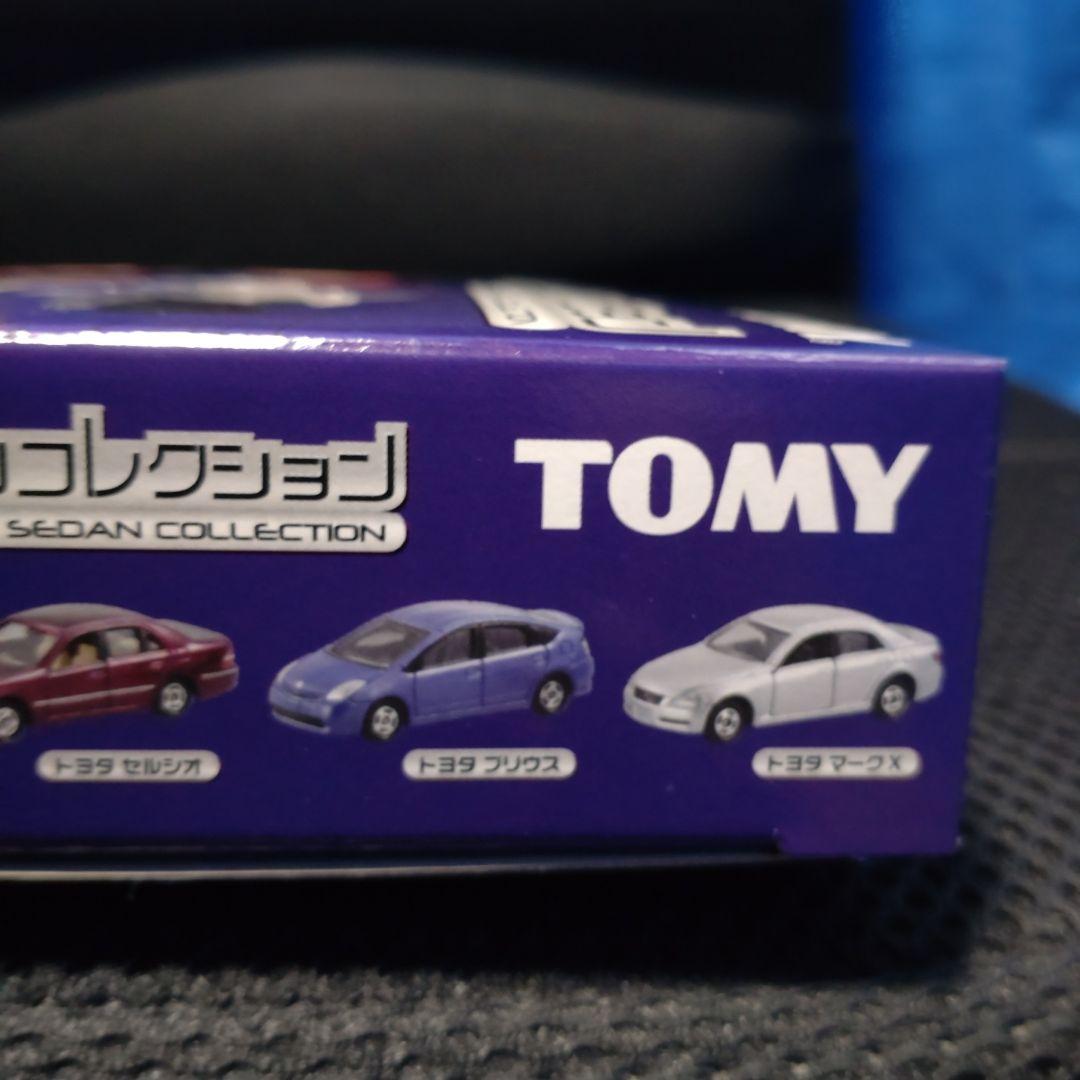 コレクション
SEDAN COLLECTION
TOMY
トヨタ セルシオ
トヨタ プリウス
トヨタ マークX